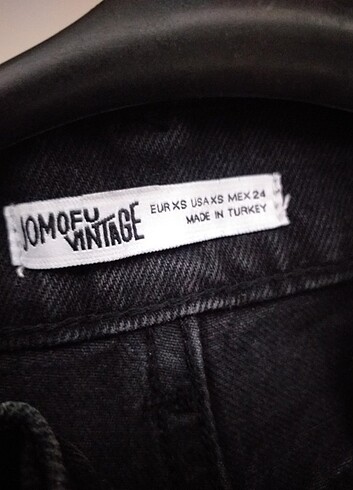 JOMOFU
VINTAGE
EUR XS USA XS MEX 24
MADE IN TURKEY